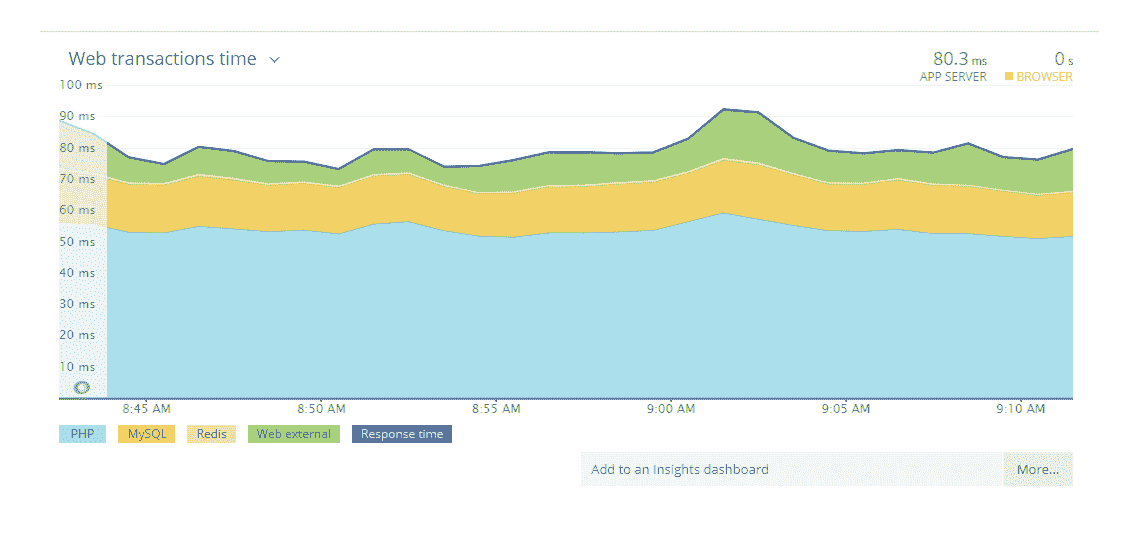 Web transactions time
80.3 ms
0 s
APP SERVER
BROWSER
100 ms
90 ms
80 ms
70 ms
60 ms
50 ms
40 ms
30 ms
20 ms
10 ms
8:45 AM 8:50 AM 8:55 AM 9:00 AM 9:05 AM 9:10 AM
PHP MySQL Redis Web external Response time
Add to an Insights dashboard More...